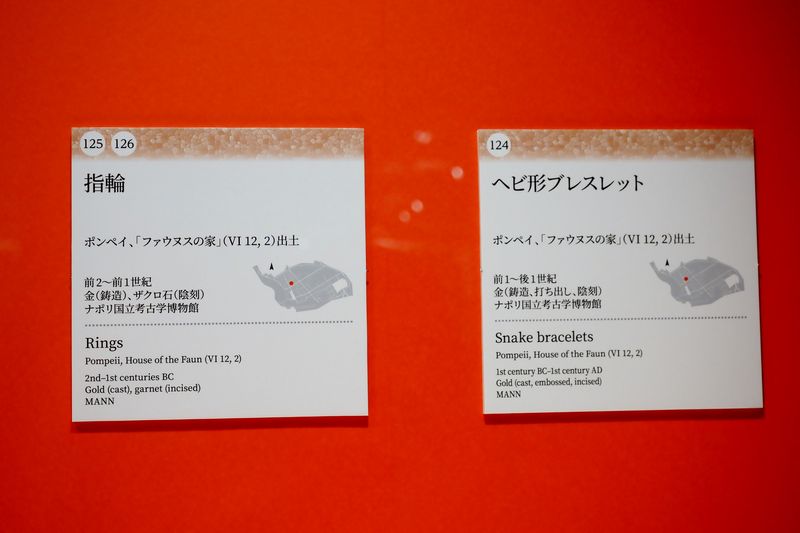 125 126
指輪
ポンペイ、「ファウヌスの家」（VI 12, 2）出土
前2～前1世紀
金（鋳造）、ザクロ石（陰刻）
ナポリ国立考古学博物館
Rings
Pompeii, House of the Faun (VI 12, 2)
2nd–1st centuries BC
Gold (cast), garnet (incised)
MANN
124
ヘビ形ブレスレット
ポンペイ、「ファウヌスの家」（VI 12, 2）出土
前1～後1世紀
金（鋳造、打ち出し、陰刻）
ナポリ国立考古学博物館
Snake bracelets
Pompeii, House of the Faun (VI 12, 2)
1st century BC–1st century AD
Gold (cast, embossed, incised)
MANN